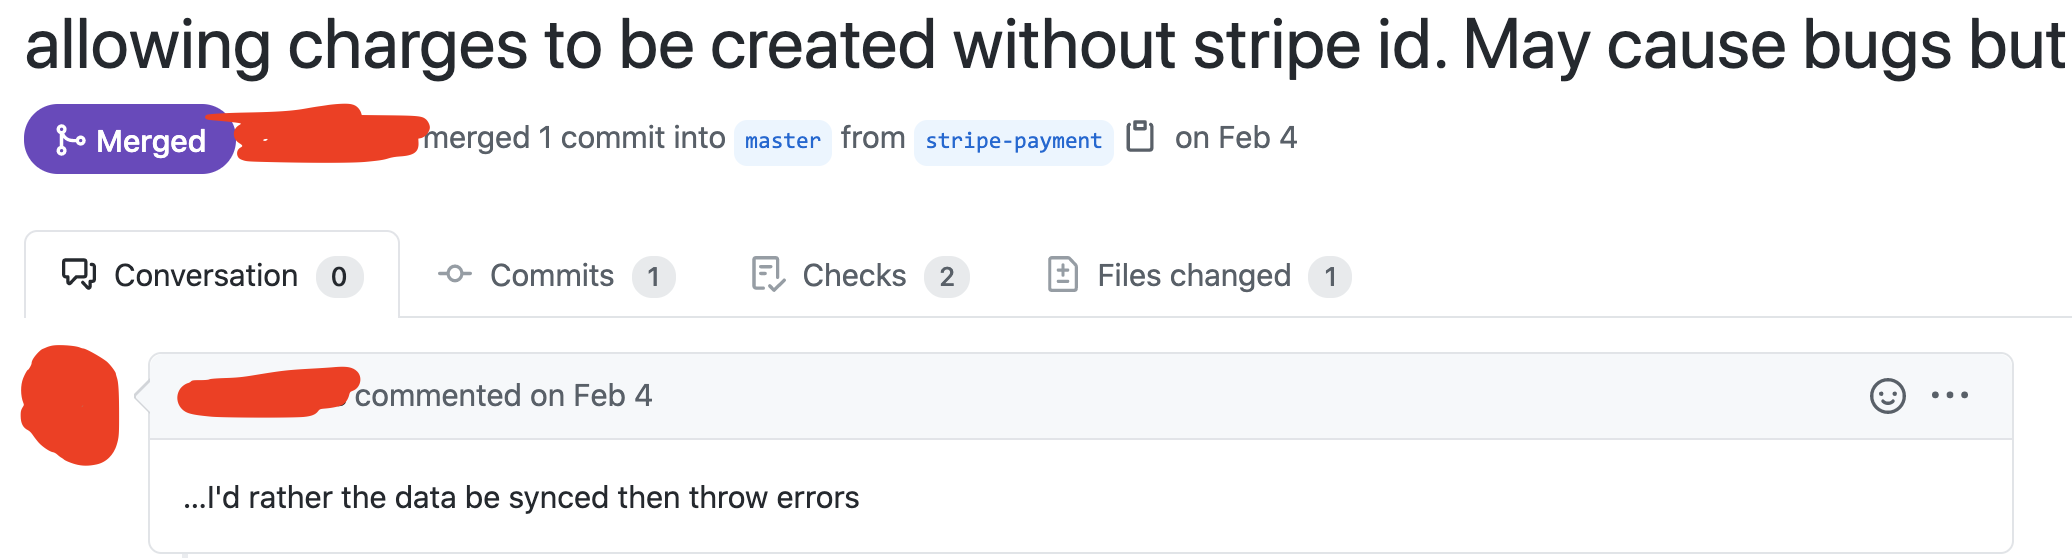 allowing charges to be created without stripe id. May cause bugs but
Merged merged 1 commit into master from stripe-payment on Feb 4
Conversation 0 Commits 1 Checks 2 Files changed 1
commented on Feb 4
...I'd rather the data be synced then throw errors